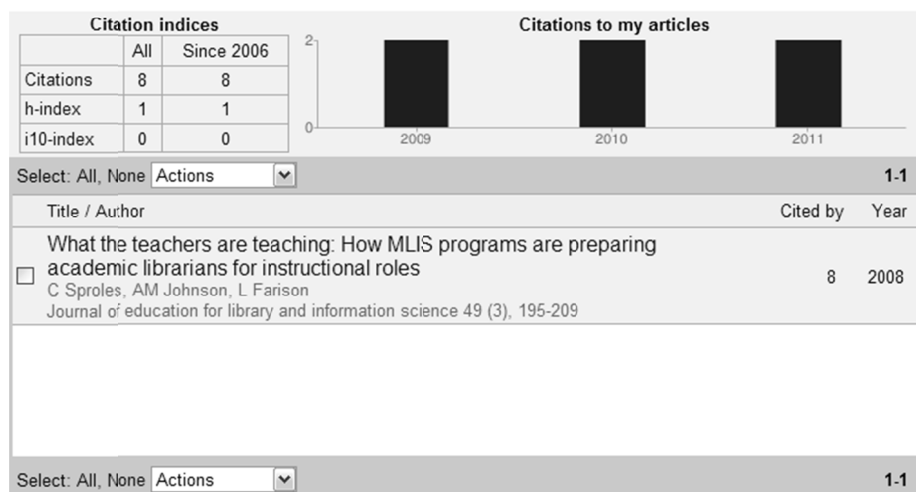 Citation indices
All Since 2006
Citations 8 8
h-index 1 1
i10-index 0 0
Citations to my articles
2
0
2009 2010 2011
Select: All, None Actions 1-1
Title / Author Cited by Year
What the teachers are teaching: How MLIS programs are preparing
academic librarians for instructional roles
8 2008
C Sproles, AM Johnson, L Farison
Journal of education for library and information science 49 (3), 195-209
Select: All, None Actions 1-1